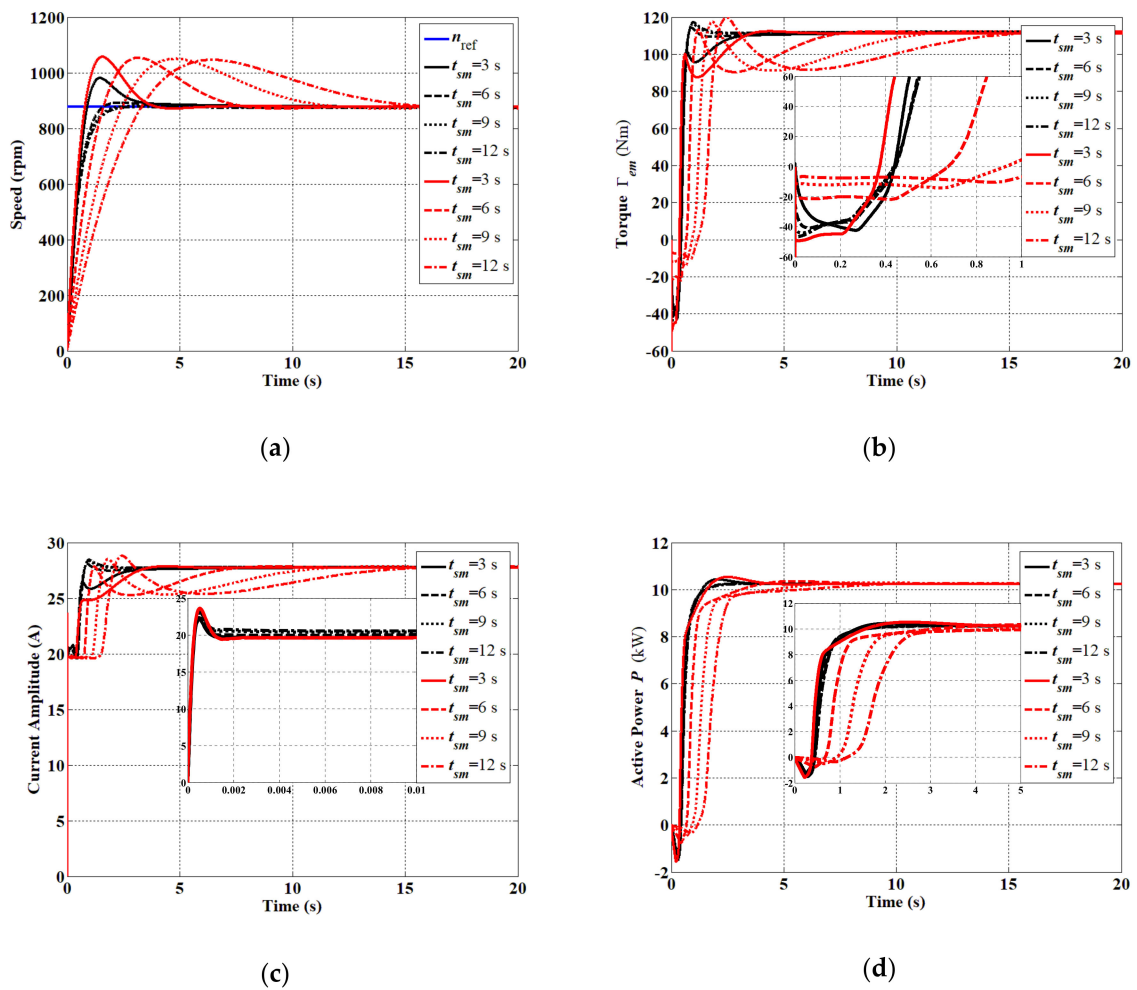 1200
1000
800
600
400
200
0
0
5
10
15
20
Speed (rpm)
Time (s)
n_ref
t_sm=3 s
t_sm=6 s
t_sm=9 s
t_sm=12 s
t_sm=3 s
t_sm=6 s
t_sm=9 s
t_sm=12 s
(a)
120
100
80
60
40
20
0
-20
-40
-60
0
5
10
15
20
Torque Γ_em (Nm)
Time (s)
t_sm=3 s
t_sm=6 s
t_sm=9 s
t_sm=12 s
t_sm=3 s
t_sm=6 s
t_sm=9 s
t_sm=12 s
60
40
20
0
-20
-40
-60
0
0.2
0.4
0.6
0.8
1
(b)
30
25
20
15
10
5
0
0
5
10
15
20
Current Amplitude (A)
Time (s)
t_sm=3 s
t_sm=6 s
t_sm=9 s
t_sm=12 s
t_sm=3 s
t_sm=6 s
t_sm=9 s
t_sm=12 s
25
20
15
10
5
0
0
0.002
0.004
0.006
0.008
0.01
(c)
12
10
8
6
4
2
0
-2
0
5
10
15
20
Active Power P (kW)
Time (s)
t_sm=3 s
t_sm=6 s
t_sm=9 s
t_sm=12 s
t_sm=3 s
t_sm=6 s
t_sm=9 s
t_sm=12 s
12
10
8
6
4
2
0
-2
0
1
2
3
4
5
(d)